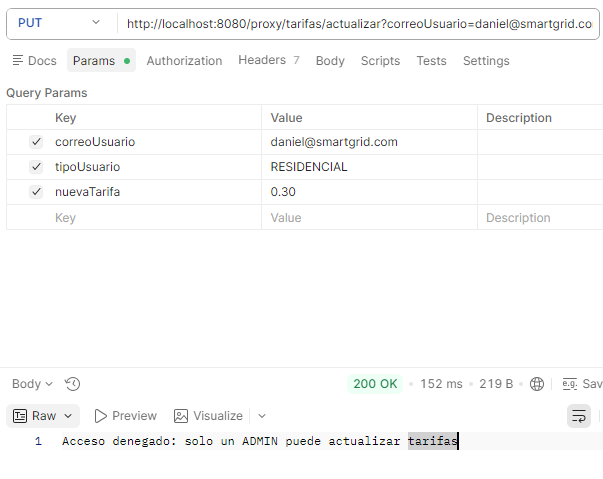 PUT http://localhost:8080/proxy/tarifas/actualizar?correoUsuario=daniel@smartgrid.co
Docs Params Authorization Headers 7 Body Scripts Tests Settings
Query Params
Key Value Description
correoUsuario daniel@smartgrid.com
tipoUsuario RESIDENCIAL
nuevaTarifa 0.30
Key Value Description
Body 200 OK 152 ms 219 B e.g. Sav
Raw Preview Visualize
1 Acceso denegado: solo un ADMIN puede actualizar tarifas